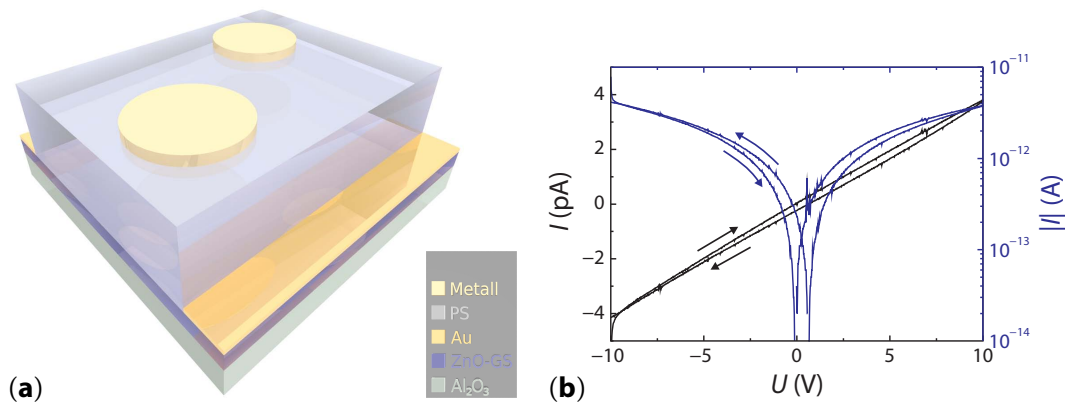 Metall
PS
Au
ZnO-GS
Al₂O₃
(a)
I (pA)
4
2
0
−2
−4
−10
−5
0
5
10
U (V)
10⁻¹¹
10⁻¹²
10⁻¹³
10⁻¹⁴
|I| (A)
(b)